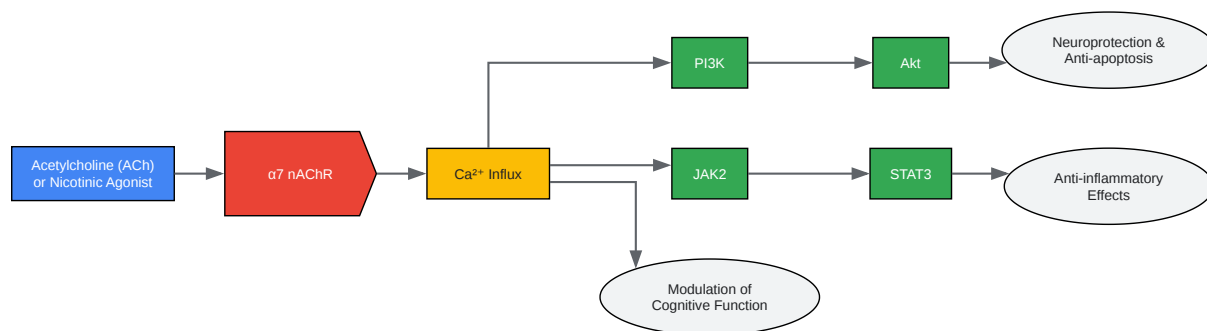 Neuroprotection &
Anti-apoptosis
PI3K
Akt
Acetylcholine (ACh)
or Nicotinic Agonist
α7 nAChR
Ca²⁺ Influx
JAK2
STAT3
Anti-inflammatory
Effects
Modulation of
Cognitive Function